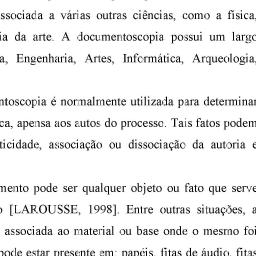 ssociada a várias outras ciências, como a física,
ia da arte. A documentoscopia possui um largo
a, Engenharia, Artes, Informática, Arqueologia,
ntoscopia é normalmente utilizada para determinar
ca, apensa aos autos do processo. Tais fatos podem
ticidade, associação ou dissociação da autoria e
mento pode ser qualquer objeto ou fato que serve
o [LAROUSSE, 1998]. Entre outras situações, a
associada ao material ou base onde o mesmo foi
pode estar presente em: papéis, fitas de áudio, fitas